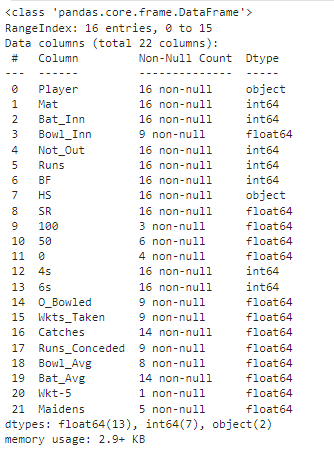 <class 'pandas.core.frame.DataFrame'>
RangeIndex: 16 entries, 0 to 15
Data columns (total 22 columns):
 #   Column         Non-Null Count  Dtype
---  ------         --------------  -----
 0   Player         16 non-null     object
 1   Mat            16 non-null     int64
 2   Bat_Inn        16 non-null     int64
 3   Bowl_Inn       9 non-null      float64
 4   Not_Out        16 non-null     int64
 5   Runs           16 non-null     int64
 6   BF             16 non-null     int64
 7   HS             16 non-null     object
 8   SR             16 non-null     float64
 9   100            3 non-null      float64
 10  50             6 non-null      float64
 11  0              4 non-null      float64
 12  4s             16 non-null     int64
 13  6s             16 non-null     int64
 14  O_Bowled       9 non-null      float64
 15  Wkts_Taken     9 non-null      float64
 16  Catches        14 non-null     float64
 17  Runs_Conceded  9 non-null      float64
 18  Bowl_Avg       8 non-null      float64
 19  Bat_Avg        14 non-null     float64
 20  Wkt-5          1 non-null      float64
 21  Maidens        5 non-null      float64
dtypes: float64(13), int64(7), object(2)
memory usage: 2.9+ KB